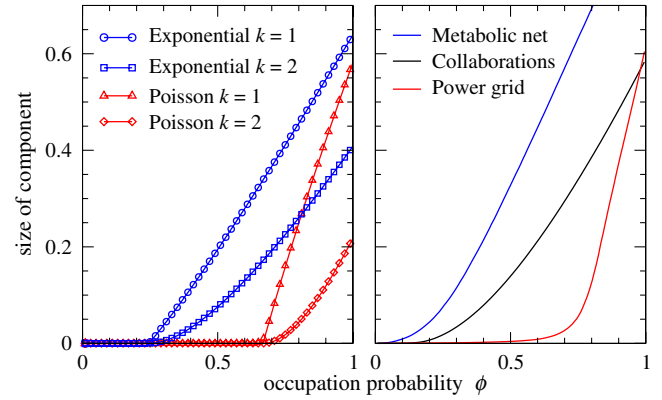 Exponential k = 1
Exponential k = 2
Poisson k = 1
Poisson k = 2
Metabolic net
Collaborations
Power grid
size of component
0.6
0.4
0.2
0
0 0.5 1
0.5 1
occupation probability ϕ